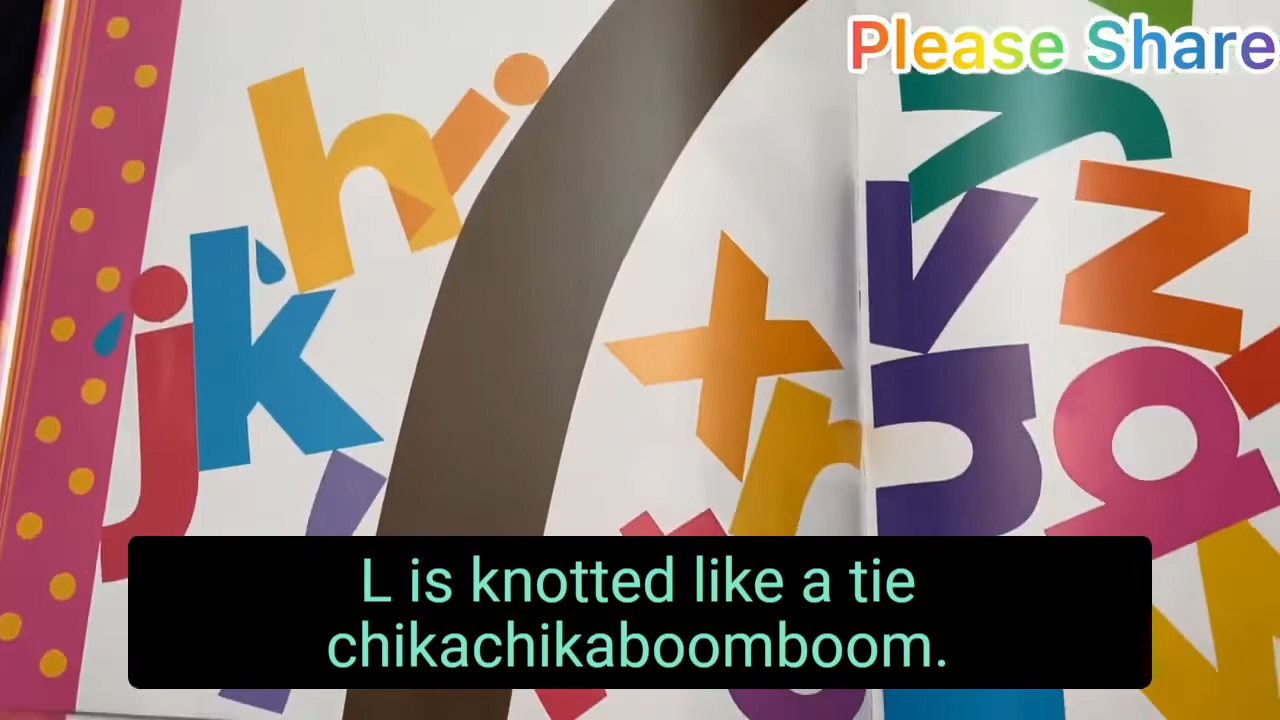 Please Share
h i
j k
l
x r
y
v z
u a
L is knotted like a tie
chikachikaboomboom.